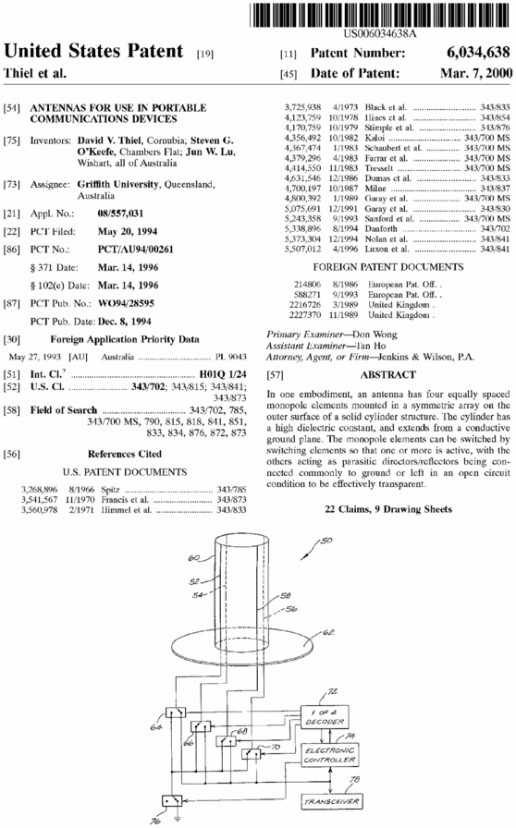 US006034638A
United States Patent [19]
Thiel et al.
[11] Patent Number: 6,034,638
[45] Date of Patent: Mar. 7, 2000
[54] ANTENNAS FOR USE IN PORTABLE
COMMUNICATIONS DEVICES
[75] Inventors: David V. Thiel, Cornubia; Steven G.
O'Keefe, Chambers Flat; Jun W. Lu,
Wishart, all of Australia
[73] Assignee: Griffith University, Queensland,
Australia
[21] Appl. No.: 08/557,031
[22] PCT Filed: May 20, 1994
[86] PCT No.: PCT/AU94/00261
§ 371 Date: Mar. 14, 1996
§ 102(e) Date: Mar. 14, 1996
[87] PCT Pub. No.: WO94/28595
PCT Pub. Date: Dec. 8, 1994
[30] Foreign Application Priority Data
May 27, 1993 [AU] Australia ........................... PL 9043
[51] Int. Cl.7 ........................... H01Q 1/24
[52] U.S. Cl. ........................... 343/702; 343/815; 343/841;
343/873
[58] Field of Search ........................... 343/702, 785,
343/700 MS, 790, 815, 818, 841, 851,
833, 834, 876, 872, 873
[56] References Cited
U.S. PATENT DOCUMENTS
3,268,896 8/1966 Spitz ........................... 343/785
3,541,567 11/1970 Francis et al. ........................... 343/873
3,560,978 2/1971 Himmel et al. ........................... 343/833
3,725,938 4/1973 Black et al. ........................... 343/833
4,123,759 10/1978 Hines et al. ........................... 343/854
4,170,759 10/1979 Stimple et al. ........................... 343/876
4,356,492 10/1982 Kaloi ........................... 343/700 MS
4,367,474 1/1983 Schaubert et al. ........................... 343/700 MS
4,379,296 4/1983 Farrar et al. ........................... 343/700 MS
4,414,550 11/1983 Tresselt ........................... 343/700 MS
4,631,546 12/1986 Dumas et al. ........................... 343/833
4,700,197 10/1987 Milne ........................... 343/837
4,800,392 1/1989 Garay et al. ........................... 343/700 MS
5,075,691 12/1991 Garay et al. ........................... 343/830
5,243,358 9/1993 Sanford et al. ........................... 343/700 MS
5,338,896 8/1994 Danforth ........................... 343/702
5,373,304 12/1994 Nolan et al. ........................... 343/841
5,507,012 4/1996 Luxon et al. ........................... 343/841
FOREIGN PATENT DOCUMENTS
214806 8/1986 European Pat. Off. .
588271 9/1993 European Pat. Off. .
2216726 3/1989 United Kingdom .
2227370 11/1989 United Kingdom .
Primary Examiner—Don Wong
Assistant Examiner—Tan Ho
Attorney, Agent, or Firm—Jenkins & Wilson, P.A.
[57] ABSTRACT
In one embodiment, an antenna has four equally spaced
monopole elements mounted in a symmetric array on the
outer surface of a solid cylinder structure. The cylinder has
a high dielectric constant, and extends from a conductive
ground plane. The monopole elements can be switched by
switching elements so that one or more is active, with the
others acting as parasitic directors/reflectors being con-
nected commonly to ground or left in an open circuit
condition to be effectively transparent.
22 Claims, 9 Drawing Sheets
50
60
52
54
58
56
62
64
66
68
70
72
1 OF 4
DECODER
74
ELECTRONIC
CONTROLLER
78
TRANSCEIVER
76